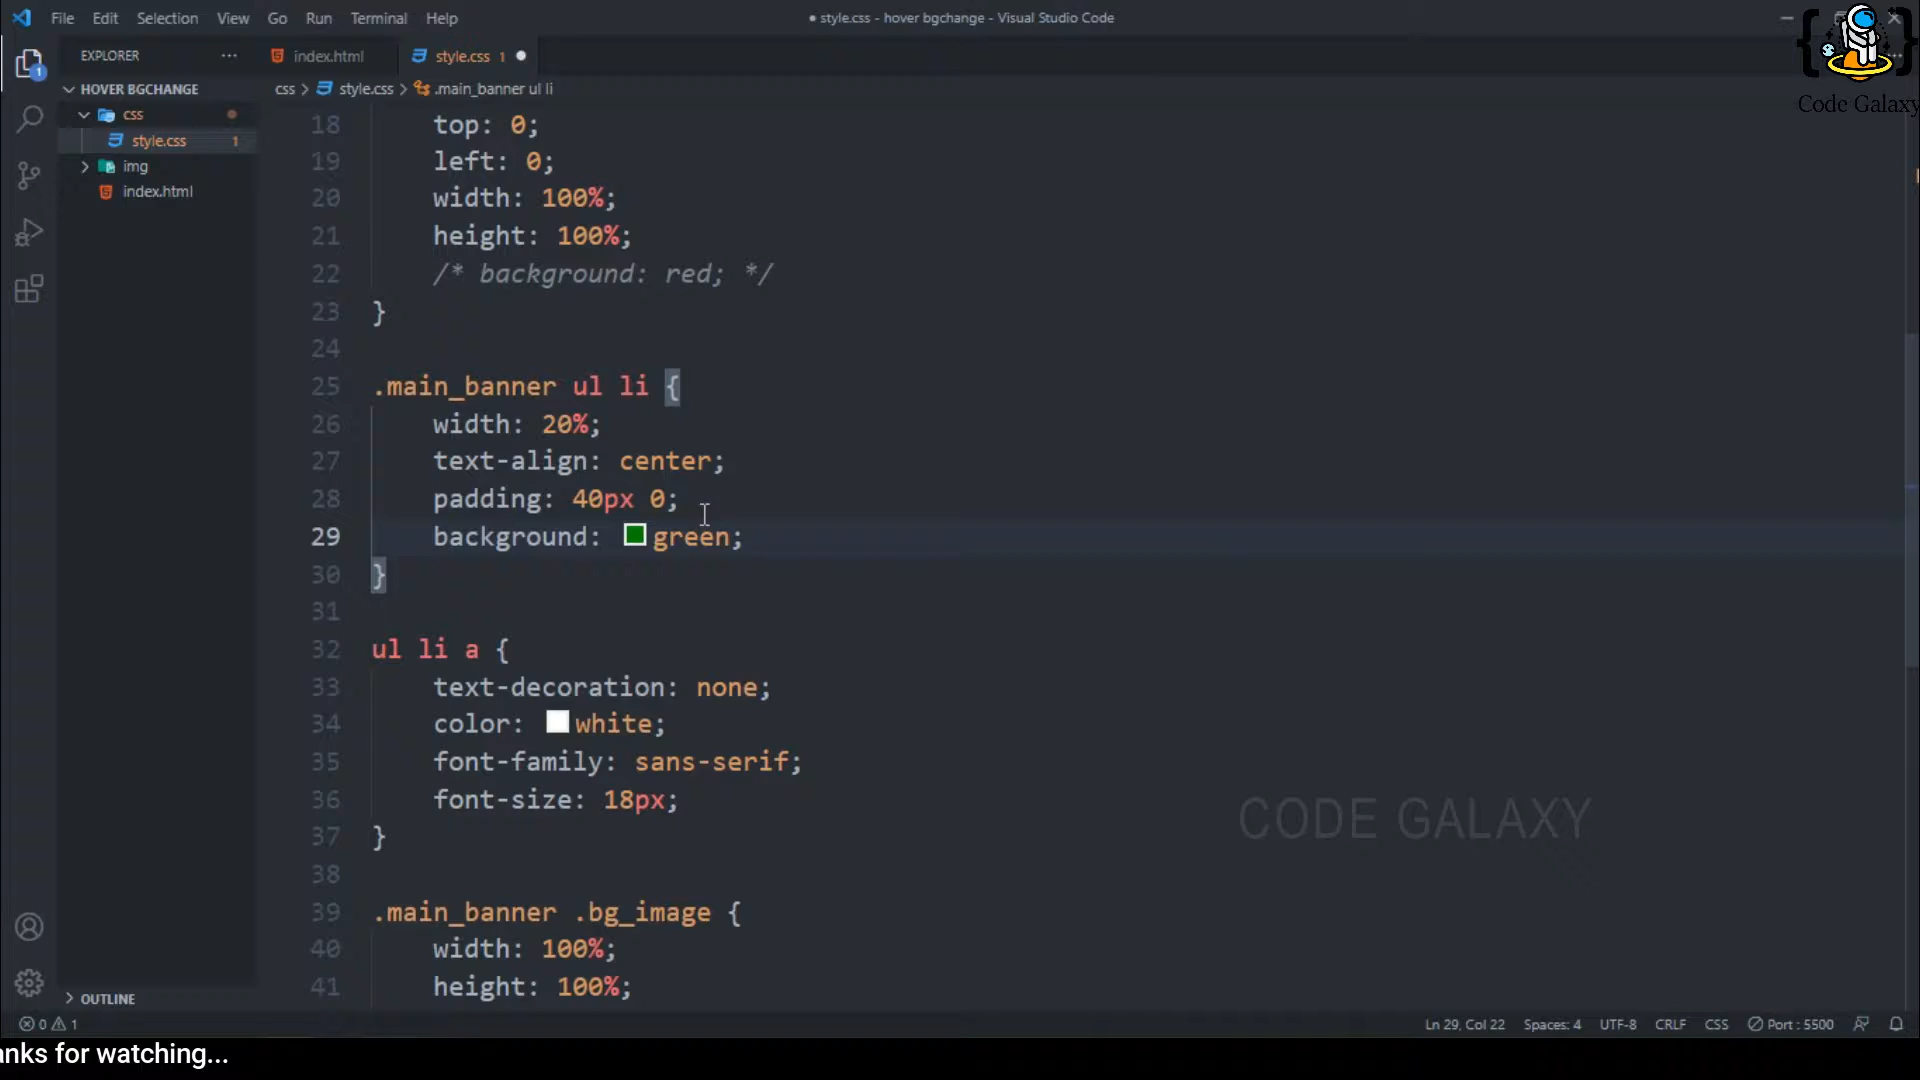 File Edit Selection View Go Run Terminal Help
● style.css - hover bgchange - Visual Studio Code
Code Galaxy
EXPLORER ···
index.html
style.css 1 ●
HOVER BGCHANGE
css
style.css 1
img
index.html
OUTLINE
css > style.css > .main_banner ul li
18 top: 0;
19 left: 0;
20 width: 100%;
21 height: 100%;
22 /* background: red; */
23 }
24
25 .main_banner ul li {
26 width: 20%;
27 text-align: center;
28 padding: 40px 0;
29 background: green;
30 }
31
32 ul li a {
33 text-decoration: none;
34 color: white;
35 font-family: sans-serif;
36 font-size: 18px;
37 }
38
39 .main_banner .bg_image {
40 width: 100%;
41 height: 100%;
CODE GALAXY
0 1
Ln 29, Col 22 Spaces: 4 UTF-8 CRLF CSS Port : 5500
anks for watching...